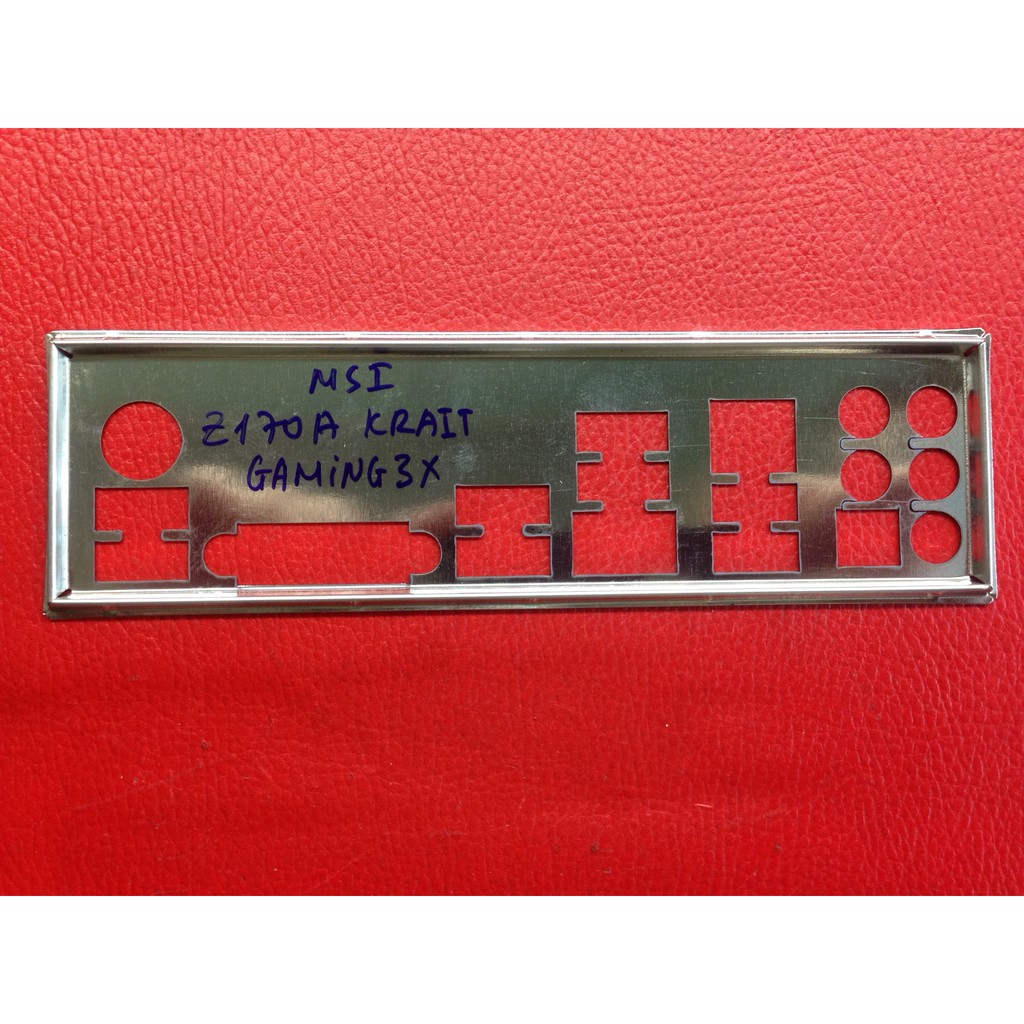 MSI
Z170A KRAIT
GAMiNG3X